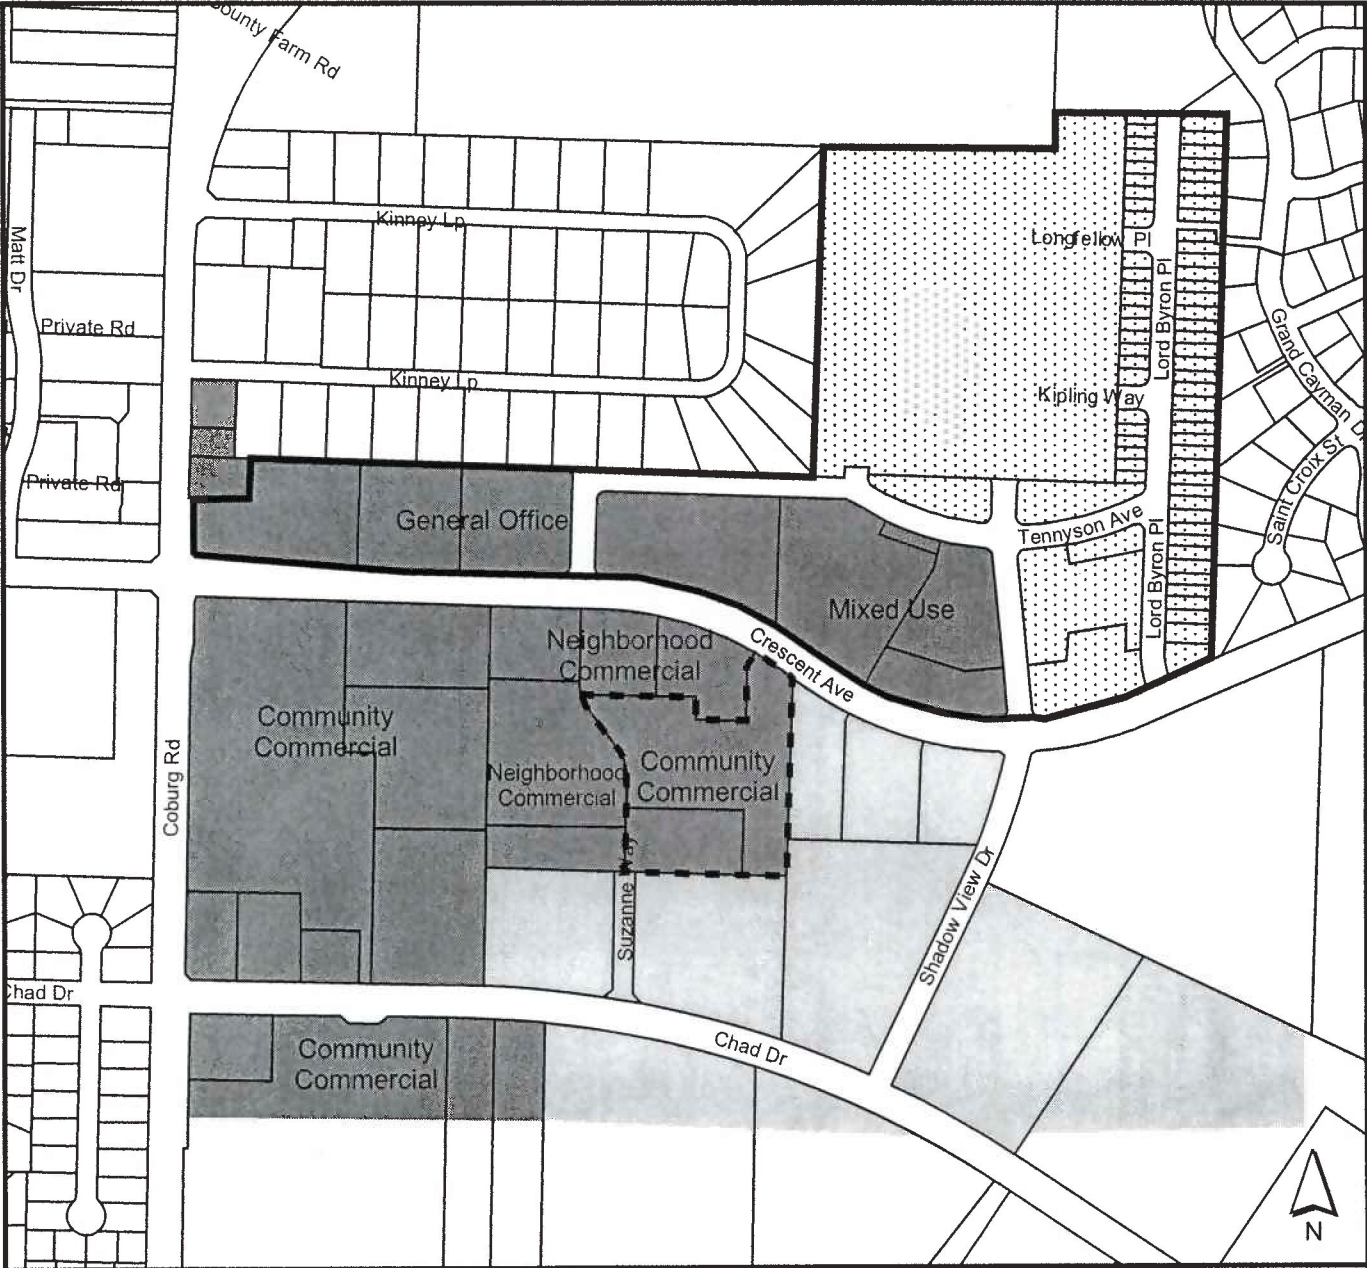 County Farm Rd
Kinney Lp
Matt Dr
Longfellow Pl
Lord Byron Pl
Private Rd
Grand Cayman D
Kinney Lp
Kipling Way
Saint Croix St
Private Rd
General Office
Tennyson Ave
Mixed Use
Lord Byron Pl
Neighborhood
Commercial
Crescent Ave
Community
Commercial
Coburg Rd
Neighborhood
Commercial
Community
Commercial
Suzanne Way
Shadow View Dr
Chad Dr
Chad Dr
Community
Commercial
N